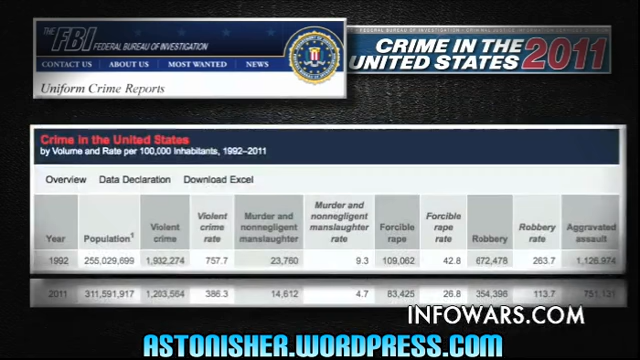 THE FBI FEDERAL BUREAU OF INVESTIGATION
CONTACT US ABOUT US MOST WANTED NEWS
Uniform Crime Reports
CRIME IN THE
UNITED STATES 2011
Crime in the United States
by Volume and Rate per 100,000 Inhabitants, 1992–2011
Overview Data Declaration Download Excel
Year Population1 Violent crime Violent crime rate Murder and nonnegligent manslaughter Murder and nonnegligent manslaughter rate Forcible rape Forcible rape rate Robbery Robbery rate Aggravated assault
1992 255,029,699 1,932,274 757.7 23,760 9.3 109,062 42.8 672,478 263.7 1,126,974
2011 311,591,917 1,203,564 386.3 14,612 4.7 83,425 26.8 354,396 113.7 751,131
INFOWARS.COM
ASTONISHER.WORDPRESS.COM